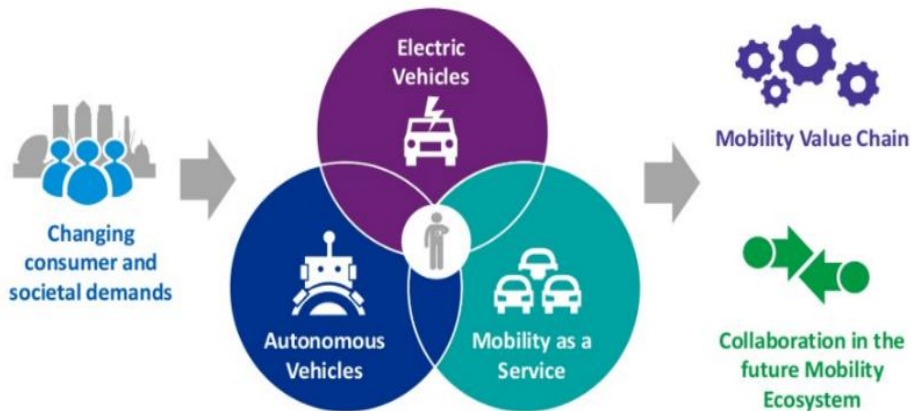 Changing
consumer and
societal demands
Electric
Vehicles
Autonomous
Vehicles
Mobility as a
Service
Mobility Value Chain
Collaboration in the
future Mobility
Ecosystem